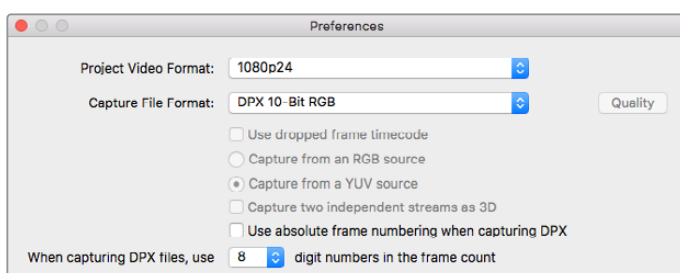 Preferences
Project Video Format: 1080p24
Capture File Format: DPX 10-Bit RGB Quality
Use dropped frame timecode
Capture from an RGB source
Capture from a YUV source
Capture two independent streams as 3D
Use absolute frame numbering when capturing DPX
When capturing DPX files, use 8 digit numbers in the frame count